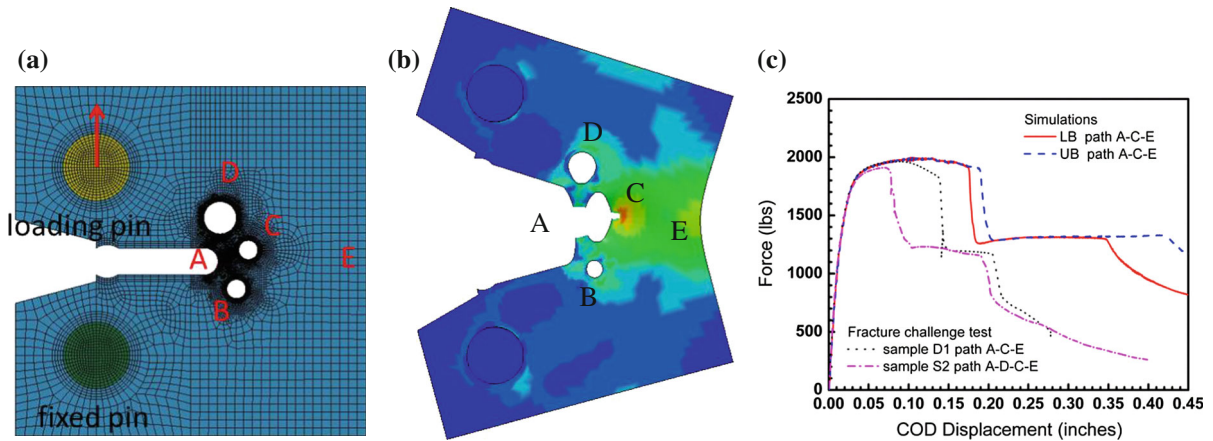 (a)
D
C
loading pin
A
E
B
fixed pin
(b)
D
C
A
E
B
(c)
2500
2000
1500
1000
500
0
Force (lbs)
Simulations
LB path A-C-E
UB path A-C-E
Fracture challenge test
sample D1 path A-C-E
sample S2 path A-D-C-E
0.00 0.05 0.10 0.15 0.20 0.25 0.30 0.35 0.40 0.45
COD Displacement (inches)